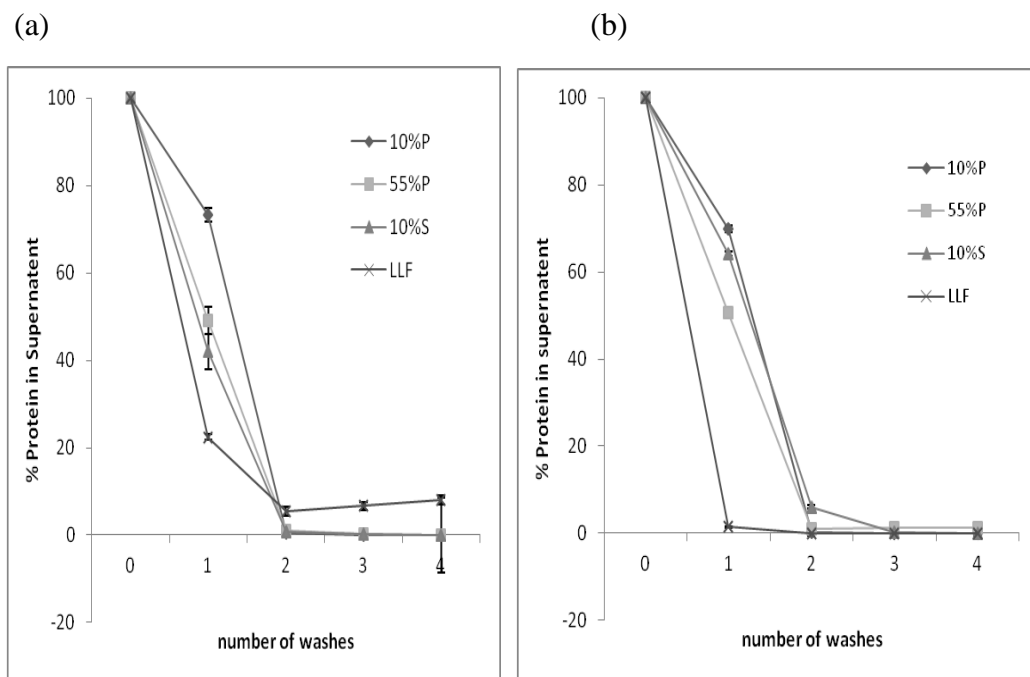 (a)
(b)
100
80
60
40
20
0
-20
% Protein in Supernatent
0 1 2 3 4
number of washes
10%P
55%P
10%S
LLF
100
80
60
40
20
0
-20
% Protein in supernatent
0 1 2 3 4
number of washes
10%P
55%P
10%S
LLF